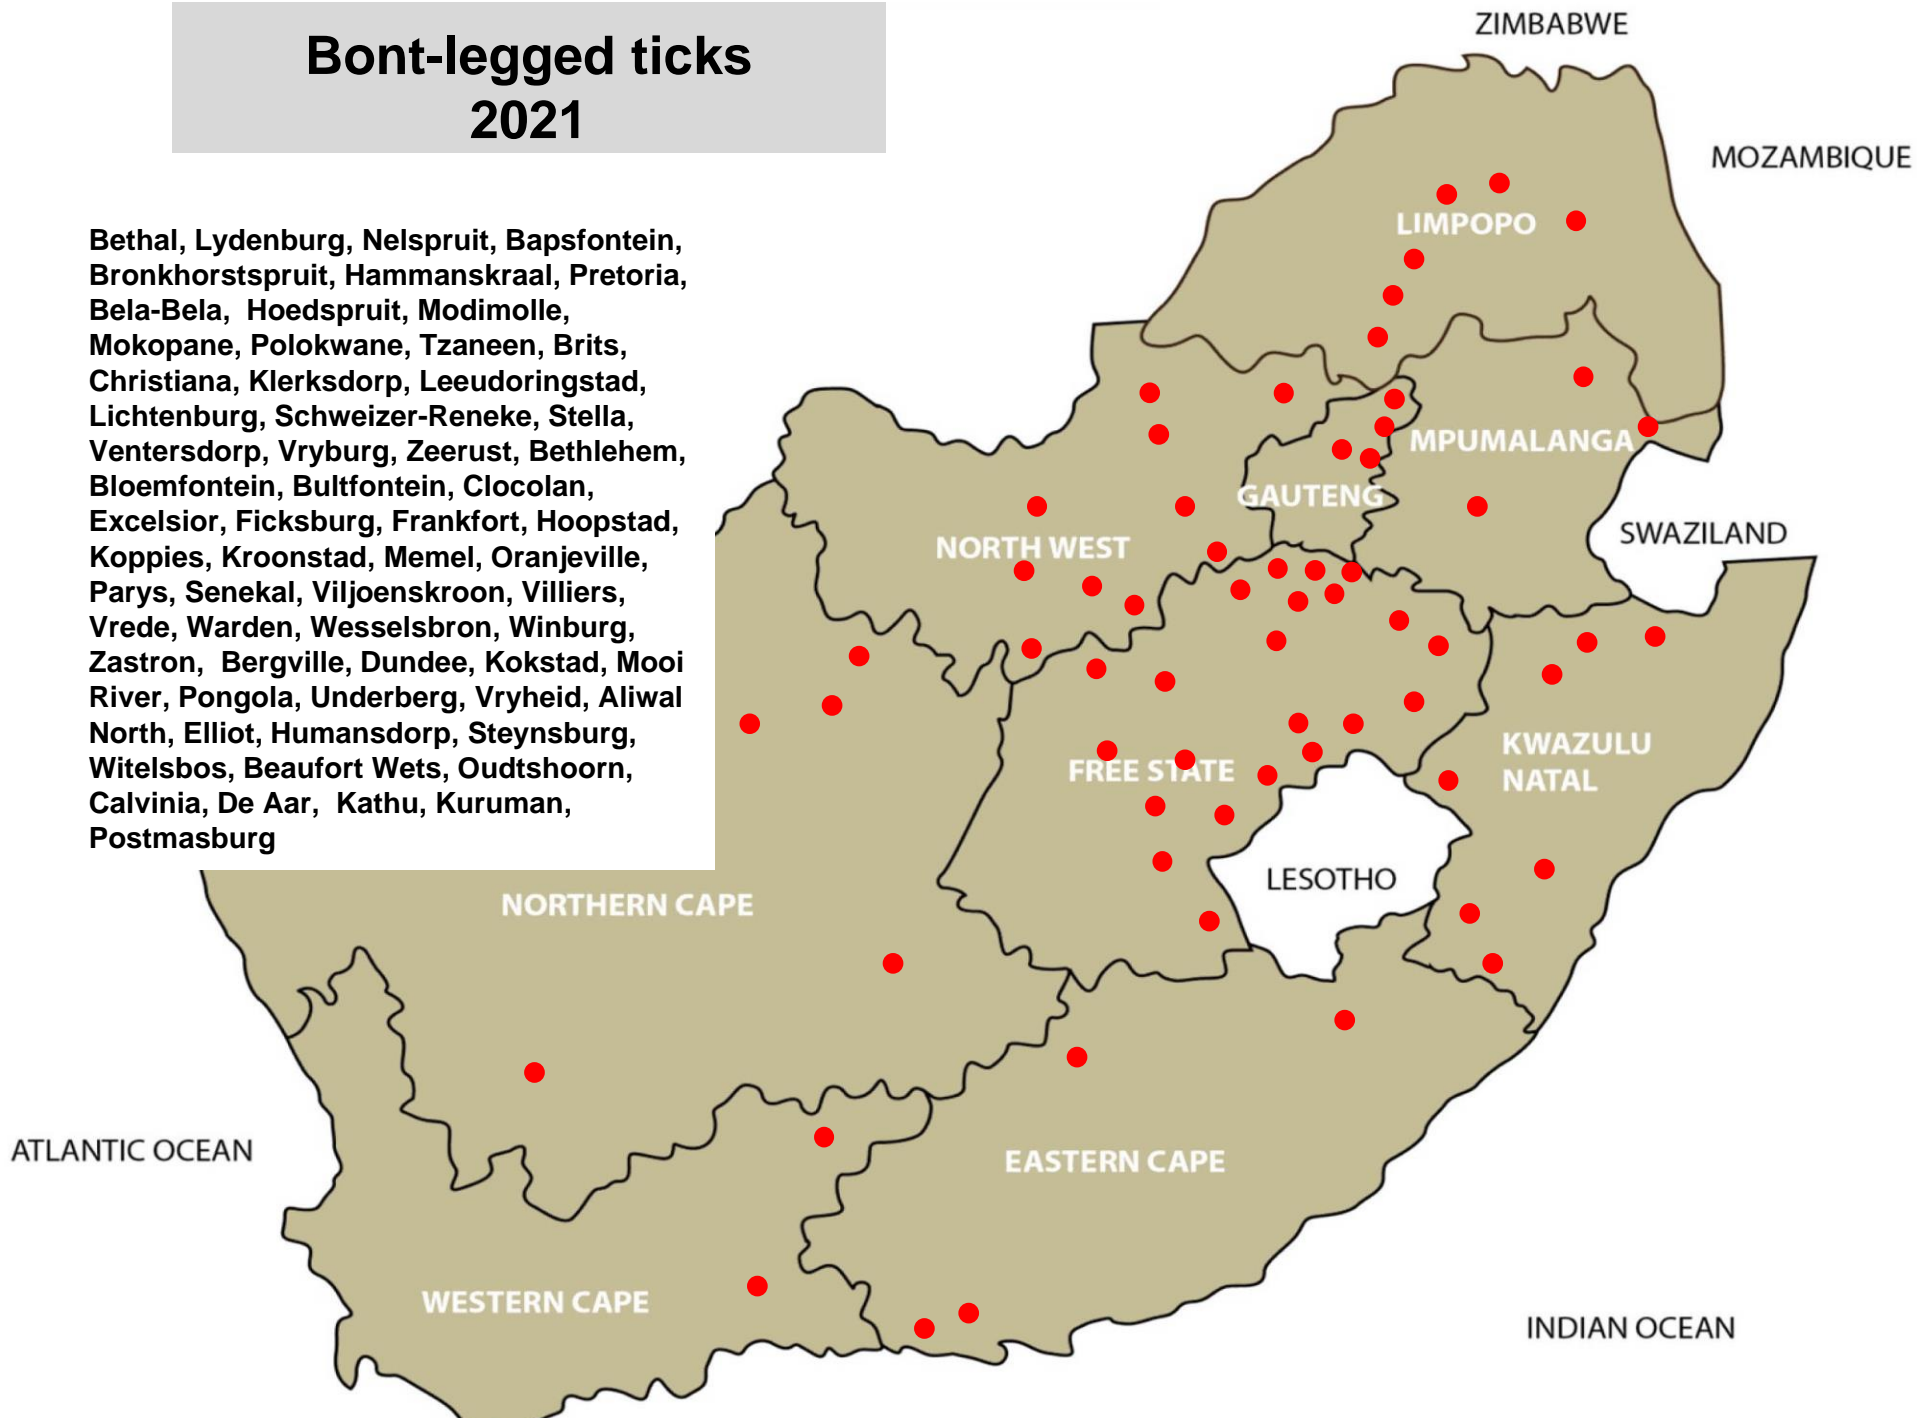 Bont-legged ticks
2021
Bethal, Lydenburg, Nelspruit, Bapsfontein,
Bronkhorstspruit, Hammanskraal, Pretoria,
Bela-Bela, Hoedspruit, Modimolle,
Mokopane, Polokwane, Tzaneen, Brits,
Christiana, Klerksdorp, Leeudoringstad,
Lichtenburg, Schweizer-Reneke, Stella,
Ventersdorp, Vryburg, Zeerust, Bethlehem,
Bloemfontein, Bultfontein, Clocolan,
Excelsior, Ficksburg, Frankfort, Hoopstad,
Koppies, Kroonstad, Memel, Oranjeville,
Parys, Senekal, Viljoenskroon, Villiers,
Vrede, Warden, Wesselsbron, Winburg,
Zastron, Bergville, Dundee, Kokstad, Mooi
River, Pongola, Underberg, Vryheid, Aliwal
North, Elliot, Humansdorp, Steynsburg,
Witelsbos, Beaufort Wets, Oudtshoorn,
Calvinia, De Aar, Kathu, Kuruman,
Postmasburg
ZIMBABWE
MOZAMBIQUE
LIMPOPO
MPUMALANGA
GAUTENG
SWAZILAND
NORTH WEST
KWAZULU
NATAL
FREE STATE
LESOTHO
NORTHERN CAPE
ATLANTIC OCEAN
EASTERN CAPE
WESTERN CAPE
INDIAN OCEAN